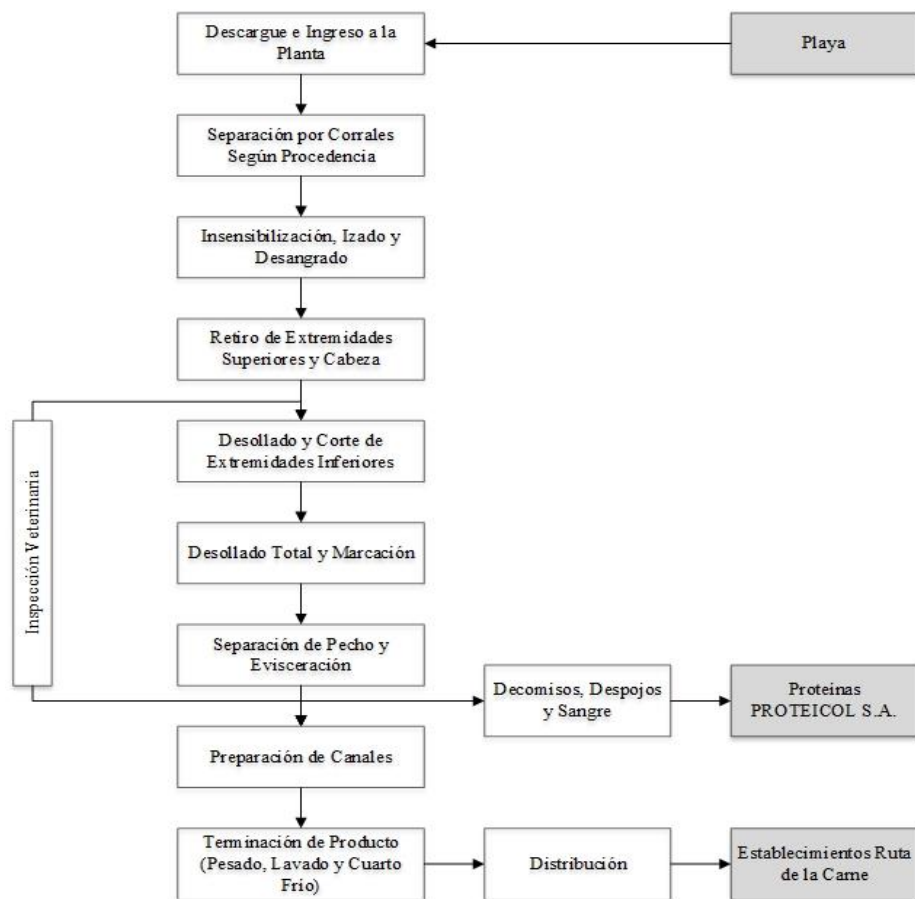 Descargue e Ingreso a la
Planta
Playa
Separación por Corrales
Según Procedencia
Insensibilización, Izado y
Desangrado
Retiro de Extremidades
Superiores y Cabeza
Inspección Veterinaria
Desollado y Corte de
Extremidades Inferiores
Desollado Total y Marcación
Separación de Pecho y
Evisceración
Decomisos, Despojos
y Sangre
Proteínas
PROTEICOL S.A.
Preparación de Canales
Terminación de Producto
(Pesado, Lavado y Cuarto
Frio)
Distribución
Establecimientos Ruta
de la Carne